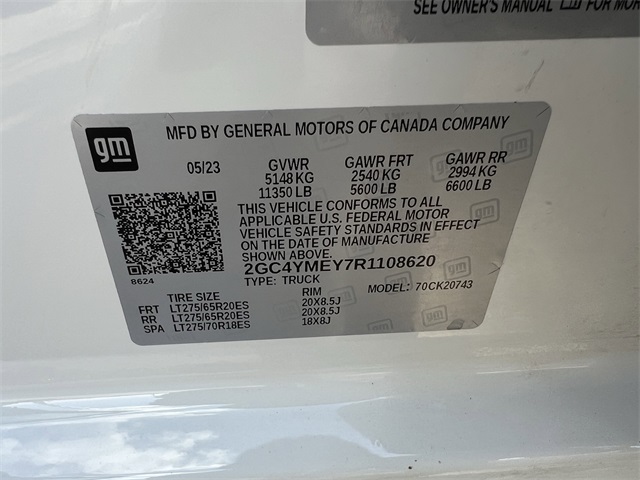 SEE OWNER'S MANUAL FOR MOR
gm
MFD BY GENERAL MOTORS OF CANADA COMPANY
05/23 GVWR GAWR FRT GAWR RR
5148 KG 2540 KG 2994 KG
11350 LB 5600 LB 6600 LB
THIS VEHICLE CONFORMS TO ALL
APPLICABLE U.S. FEDERAL MOTOR
VEHICLE SAFETY STANDARDS IN EFFECT
ON THE DATE OF MANUFACTURE
SHOWN ABOVE.
8624 2GC4YMEY7R1108620
TYPE: TRUCK MODEL: 70CK20743
TIRE SIZE RIM
FRT LT275/65R20ES 20X8.5J
RR LT275/65R20ES 20X8.5J
SPA LT275/70R18ES 18X8J